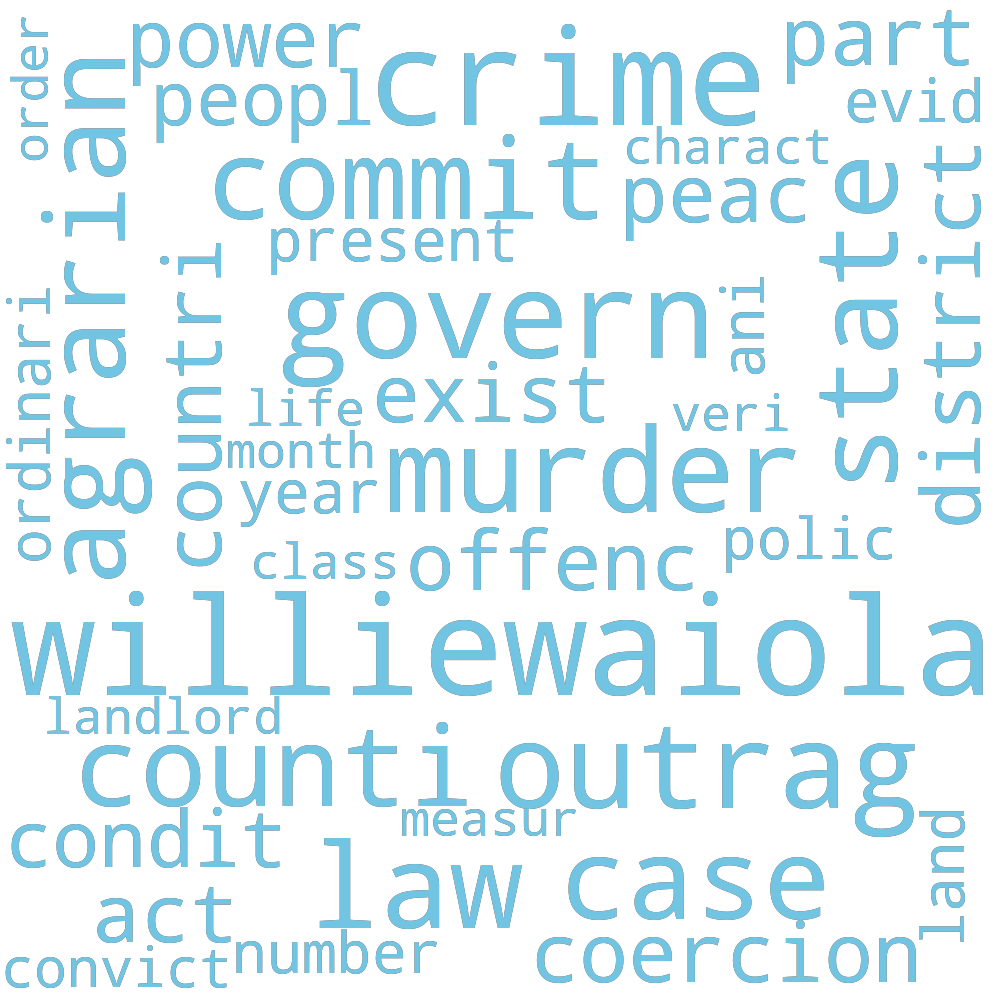 order
power
crime
part
peopl
evid
agrarian
commit
charact
peac
state
district
present
countri
govern
ani
ordinari
life
exist
veri
month
murder
year
class
offenc
polic
williewaiola
landlord
counti
outrag
condit
measur
law
case
land
act
convict
number
coercion